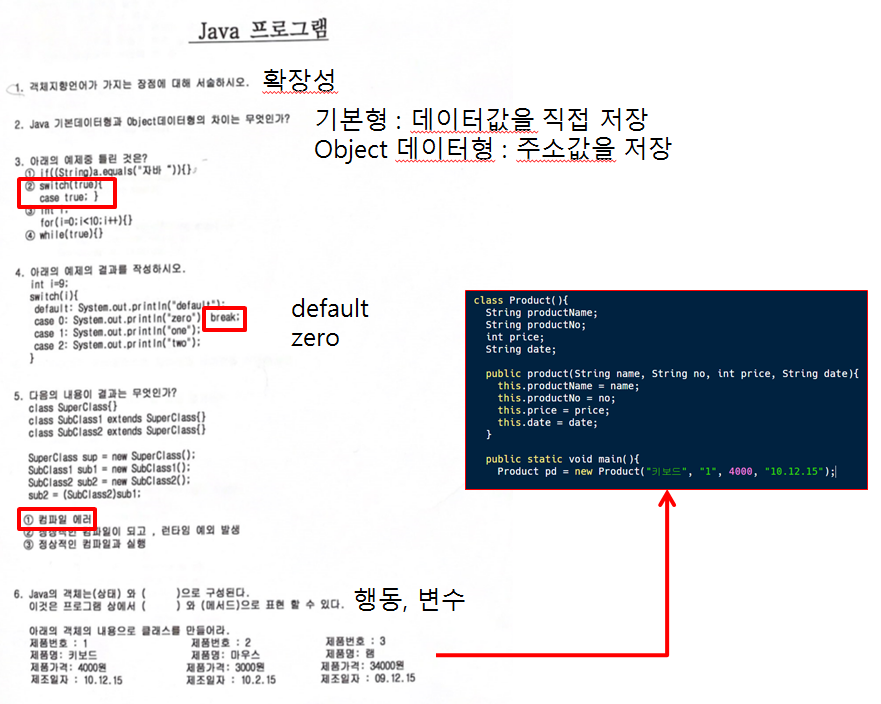 Java 프로그램
1. 객체지향언어가 가지는 장점에 대해 서술하시오. 확장성
2. Java 기본데이터형과 Object데이터형의 차이는 무엇인가? 기본형 : 데이터값을 직접 저장
Object 데이터형 : 주소값을 저장
3. 아래의 예제중 틀린 것은?
① if((String)a.equals("자바 ")){}
② switch(true){
case true; }
③ int i;
for(i=0;i<10;i++){}
④ while(true){}
4. 아래의 예제의 결과를 작성하시오.
int i=9;
switch(i){
default: System.out.println("default");
case 0: System.out.println("zero") break;
case 1: System.out.println("one");
case 2: System.out.println("two");
}
default
zero
5. 다음의 내용이 결과는 무엇인가?
class SuperClass{}
class SubClass1 extends SuperClass{}
class SubClass2 extends SuperClass{}
SuperClass sup = new SuperClass();
SubClass1 sub1 = new SubClass1();
SubClass2 sub2 = new SubClass2();
sub2 = (SubClass2)sub1;
① 컴파일 에러
② 정상적인 컴파일이 되고 , 런타임 예외 발생
③ 정상적인 컴파일과 실행
class Product(){
String productName;
String productNo;
int price;
String date;
public product(String name, String no, int price, String date){
this.productName = name;
this.productNo = no;
this.price = price;
this.date = date;
}
public static void main(){
Product pd = new Product("키보드", "1", 4000, "10.12.15");
6. Java의 객체는(상태) 와 ( )으로 구성된다.
이것은 프로그램 상에서 ( ) 와 (메서드)으로 표현 할 수 있다. 행동, 변수
아래의 객체의 내용으로 클래스를 만들어라.
제품번호 : 1 제품번호 : 2 제품번호 : 3
제품명: 키보드 제품명: 마우스 제품명: 램
제품가격: 4000원 제품가격: 3000원 제품가격: 34000원
제조일자 : 10.12.15 제조일자 : 10.2.15 제조일자 : 09.12.15